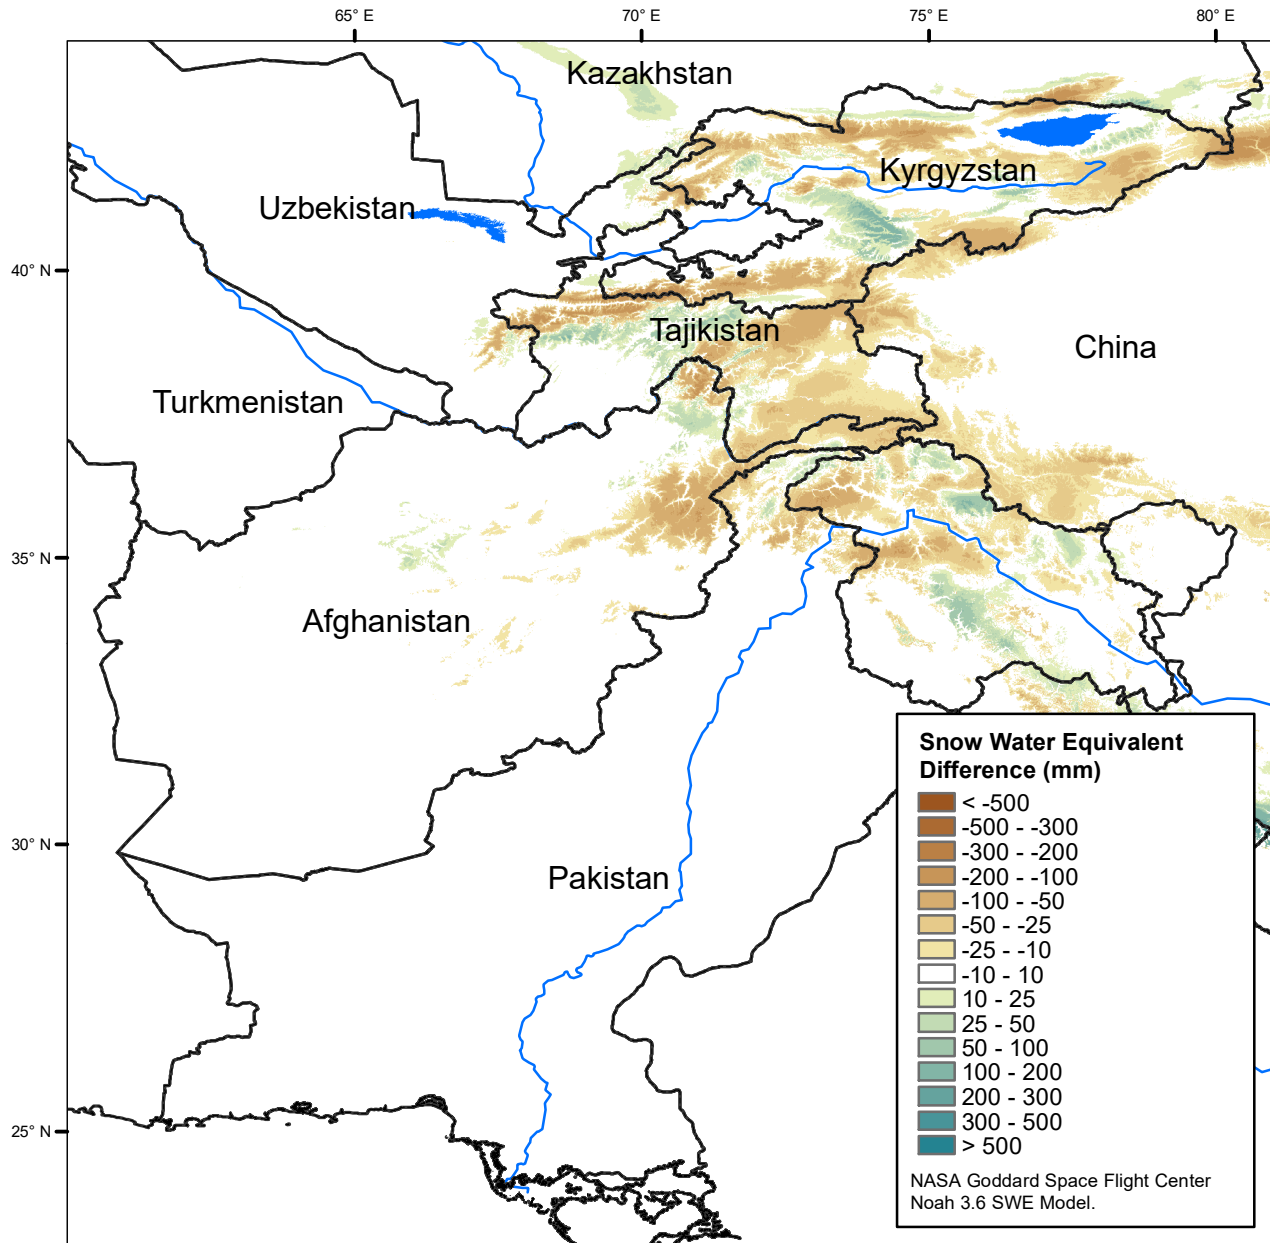 65° E
70° E
75° E
80° E
Kazakhstan
Kyrgyzstan
Uzbekistan
40° N
Tajikistan
China
Turkmenistan
35° N
Afghanistan
Snow Water Equivalent
Difference (mm)
< -500
-500 - -300
-300 - -200
-200 - -100
-100 - -50
-50 - -25
-25 - -10
-10 - 10
10 - 25
25 - 50
50 - 100
100 - 200
200 - 300
300 - 500
> 500
NASA Goddard Space Flight Center
Noah 3.6 SWE Model.
30° N
Pakistan
25° N